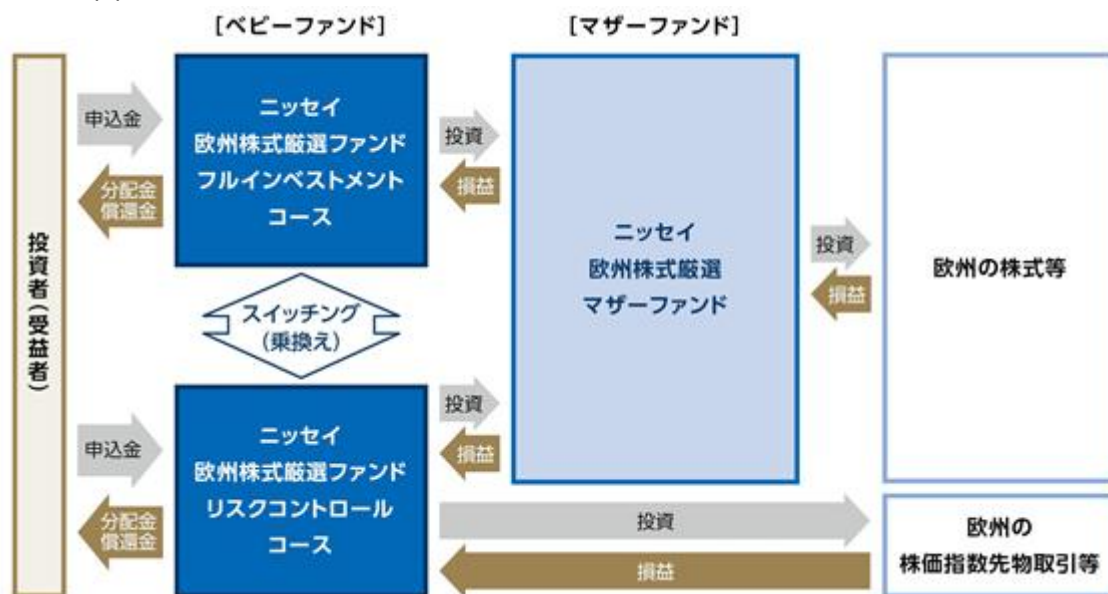 [ベビーファンド]
[マザーファンド]
投資者(受益者)
申込金
分配金
償還金
ニッセイ
欧州株式厳選ファンド
フルインベストメント
コース
投資
損益
スイッチング
(乗換え)
申込金
分配金
償還金
ニッセイ
欧州株式厳選ファンド
リスクコントロール
コース
投資
損益
ニッセイ
欧州株式厳選
マザーファンド
投資
損益
欧州の株式等
投資
損益
欧州の
株価指数先物取引等